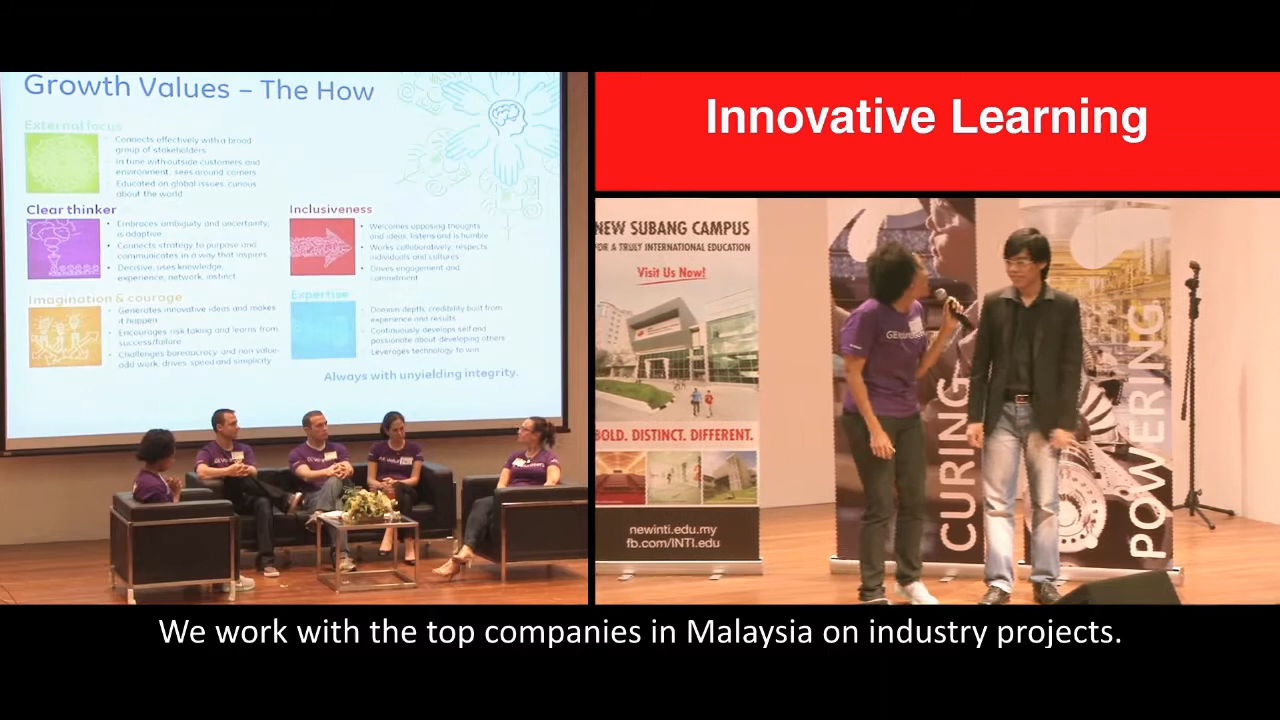 Growth Values – The How
External focus
Connects effectively with a broad
group of stakeholders
In tune with outside customers and
environment, sees around corners
Educated on global issues, curious
about the world
Clear thinker
• Embraces ambiguity and uncertainty,
is adaptive
• Connects strategy to purpose and
communicates in a way that inspires
• Decisive, uses knowledge,
experience, network, instinct
Inclusiveness
• Welcomes opposing thoughts
and ideas, listens and is humble
• Works collaboratively, respects
individuals and cultures
• Drives engagement and
commitment
Imagination & courage
• Generates innovative ideas and makes
it happen
• Encourages risk taking and learns from
success/failure
• Challenges bureaucracy and non value-
add work, drives speed and simplicity
Expertise
• Domain depth, credibility built from
experience and results
• Continuously develops self and
passionate about developing others
• Leverages technology to win
Always with unyielding integrity.
Innovative Learning
NEW SUBANG CAMPUS
FOR A TRULY INTERNATIONAL EDUCATION
Visit Us Now!
BOLD. DISTINCT. DIFFERENT.
newinti.edu.my
fb.com/INTI.edu
CURING
POWERING
We work with the top companies in Malaysia on industry projects.